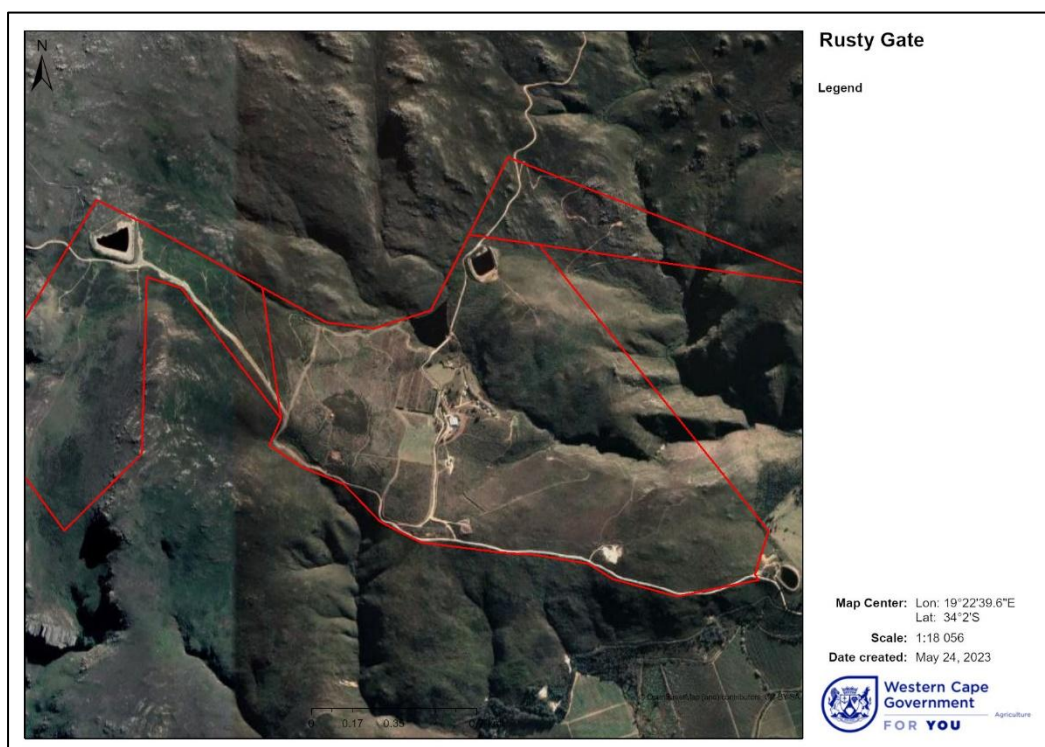 Rusty Gate
Legend
N
Map Center: Lon: 19°22'39.6"E
Lat: 34°2'S
Scale: 1:18 056
Date created: May 24, 2023
Western Cape
Government
Agriculture
FOR YOU
0 0.17 0.35